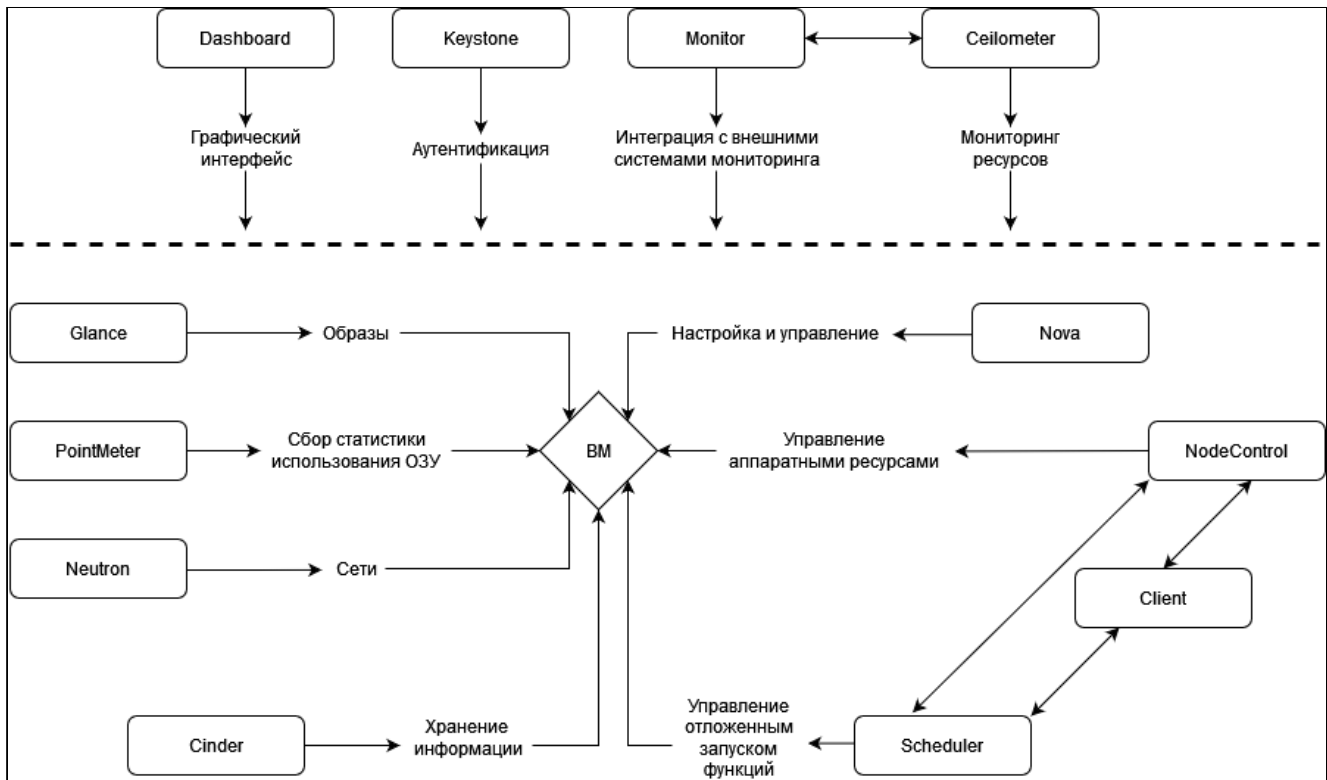 Dashboard
Keystone
Monitor
Ceilometer
Графический
интерфейс
Аутентификация
Интеграция с внешними
системами мониторинга
Мониторинг
ресурсов
Glance
Образы
Настройка и управление
Nova
PointMeter
Сбор статистики
использования ОЗУ
ВМ
Управление
аппаратными ресурсами
NodeControl
Neutron
Сети
Client
Cinder
Хранение
информации
Управление
отложенным
запуском
функций
Scheduler